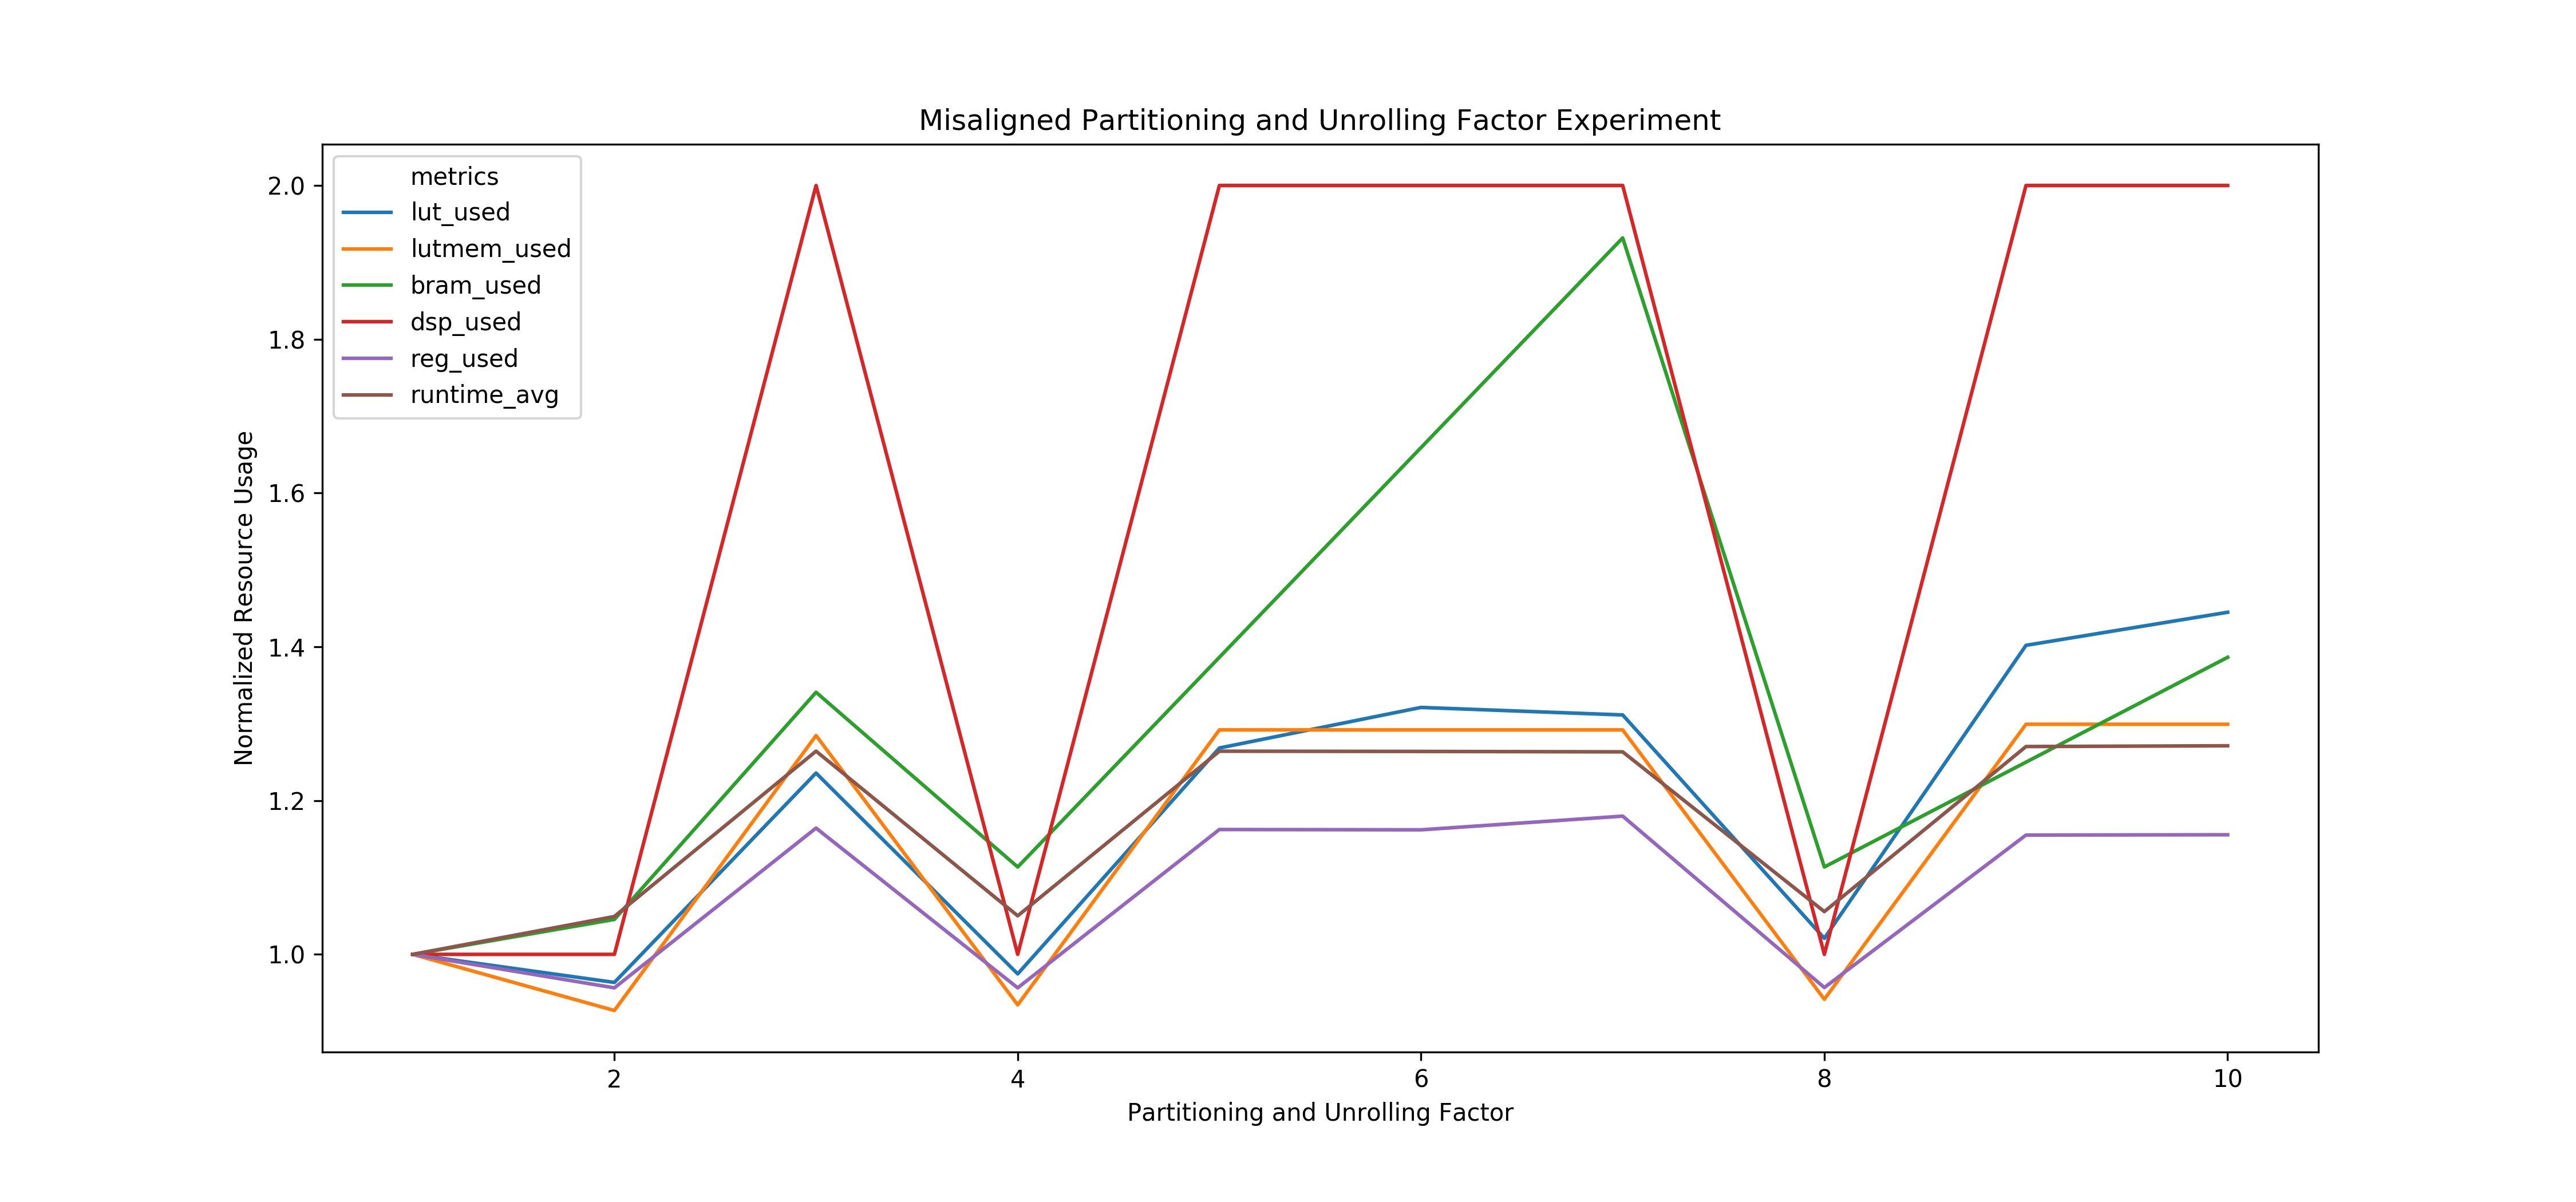 Misaligned Partitioning and Unrolling Factor Experiment
metrics
lut_used
lutmem_used
bram_used
dsp_used
reg_used
runtime_avg
Normalized Resource Usage
2.0
1.8
1.6
1.4
1.2
1.0
2 4 6 8 10
Partitioning and Unrolling Factor